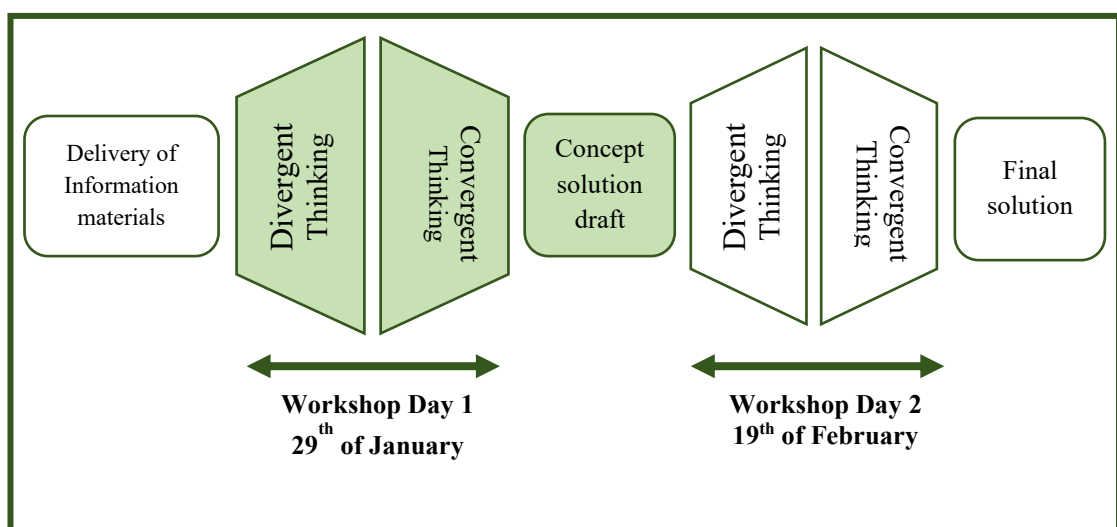 Delivery of
Information
materials
Divergent
Thinking
Convergent
Thinking
Concept
solution
draft
Divergent
Thinking
Convergent
Thinking
Final
solution
Workshop Day 1
29th of January
Workshop Day 2
19th of February